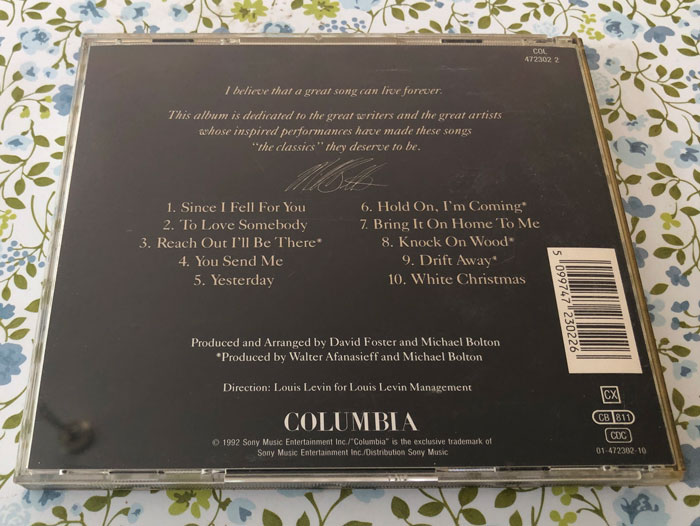 COL
472302 2
I believe that a great song can live forever.
This album is dedicated to the great writers and the great artists
whose inspired performances have made these songs
"the classics" they deserve to be.
1. Since I Fell For You
2. To Love Somebody
3. Reach Out I'll Be There*
4. You Send Me
5. Yesterday
6. Hold On, I'm Coming*
7. Bring It On Home To Me
8. Knock On Wood*
9. Drift Away*
10. White Christmas
5 099747 230226
Produced and Arranged by David Foster and Michael Bolton
*Produced by Walter Afanasieff and Michael Bolton
Direction: Louis Levin for Louis Levin Management
COLUMBIA
© 1992 Sony Music Entertainment Inc./"Columbia" is the exclusive trademark of
Sony Music Entertainment Inc./Distribution Sony Music
CX
CB 811
CDC
01-472302-10